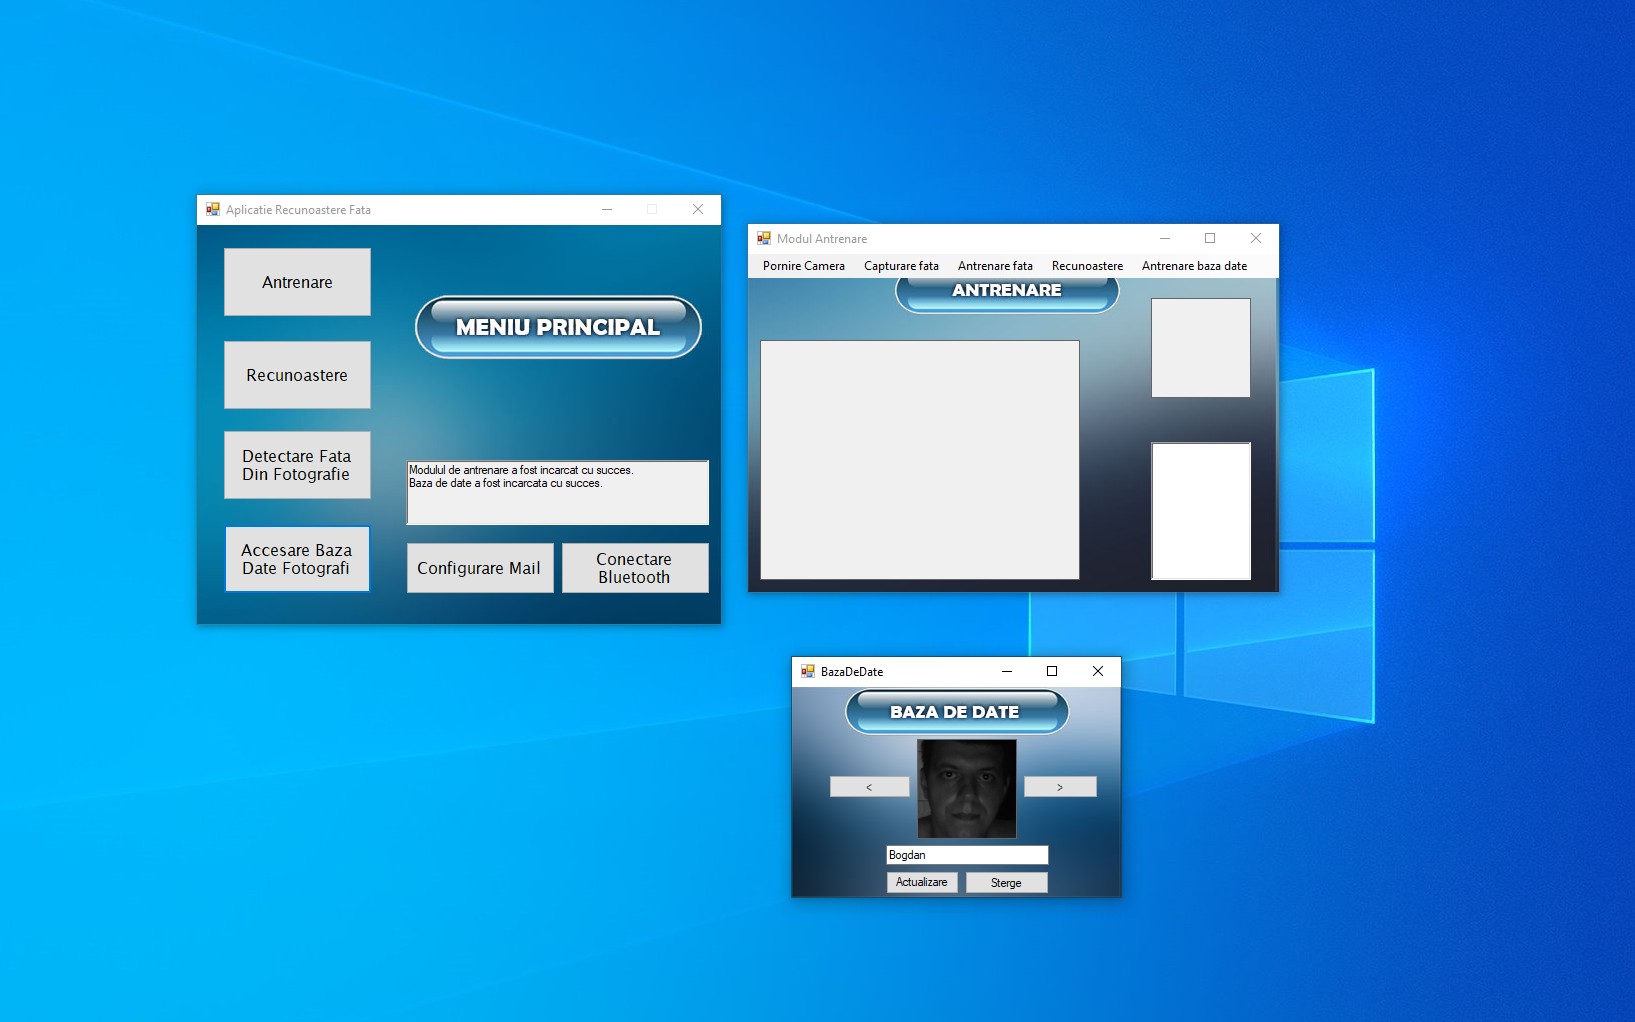 Aplicatie Recunoastere Fata
Antrenare
MENIU PRINCIPAL
Recunoastere
Detectare Fata
Din Fotografie
Modulul de antrenare a fost incarcat cu succes.
Baza de date a fost incarcata cu succes.
Accesare Baza
Date Fotografi
Configurare Mail
Conectare
Bluetooth
Modul Antrenare
Pornire Camera Capturare fata Antrenare fata Recunoastere Antrenare baza date
ANTRENARE
BazaDeDate
BAZA DE DATE
< >
Bogdan
Actualizare Sterge